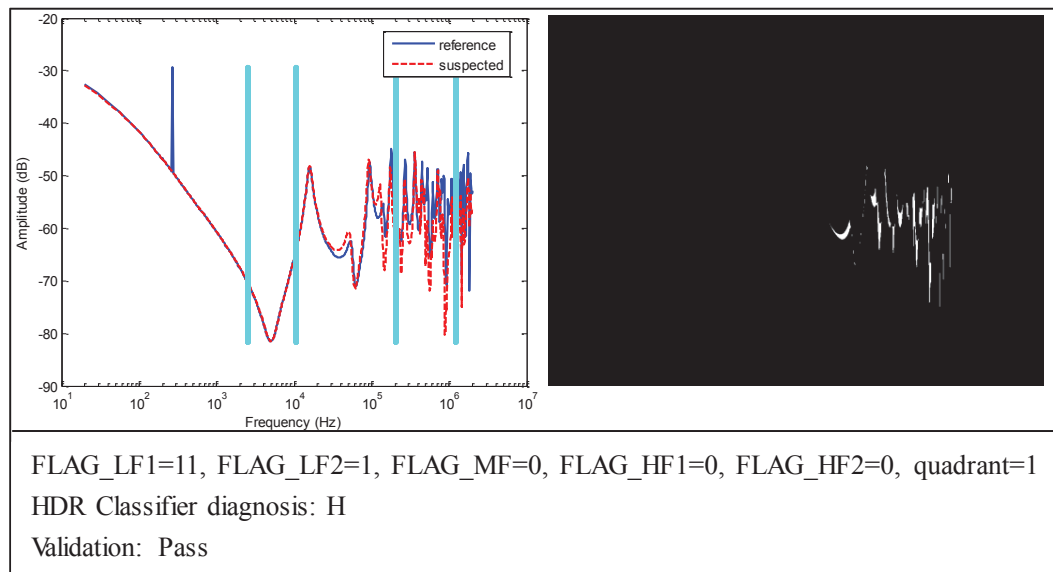 -20
-30
-40
-50
-60
-70
-80
-90
Amplitude (dB)
reference
suspected
10^1 10^2 10^3 10^4 10^5 10^6 10^7
Frequency (Hz)
FLAG_LF1=11, FLAG_LF2=1, FLAG_MF=0, FLAG_HF1=0, FLAG_HF2=0, quadrant=1
HDR Classifier diagnosis: H
Validation: Pass